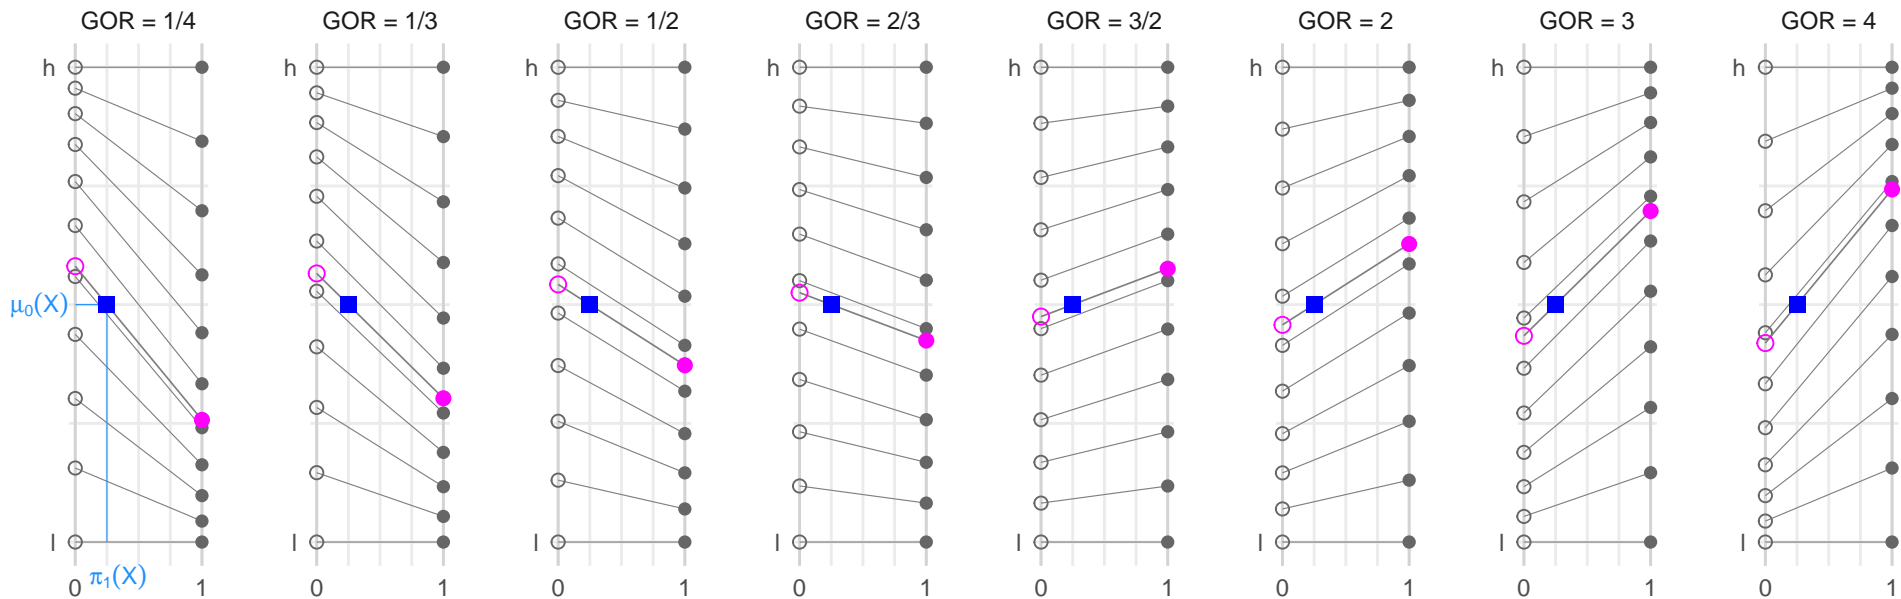 GOR = 1/4 GOR = 1/3 GOR = 1/2 GOR = 2/3 GOR = 3/2 GOR = 2 GOR = 3 GOR = 4
h h h h h h h h
μ₀(X)
l l l l l l l l
π₁(X)
0 1 0 1 0 1 0 1 0 1 0 1 0 1 0 1